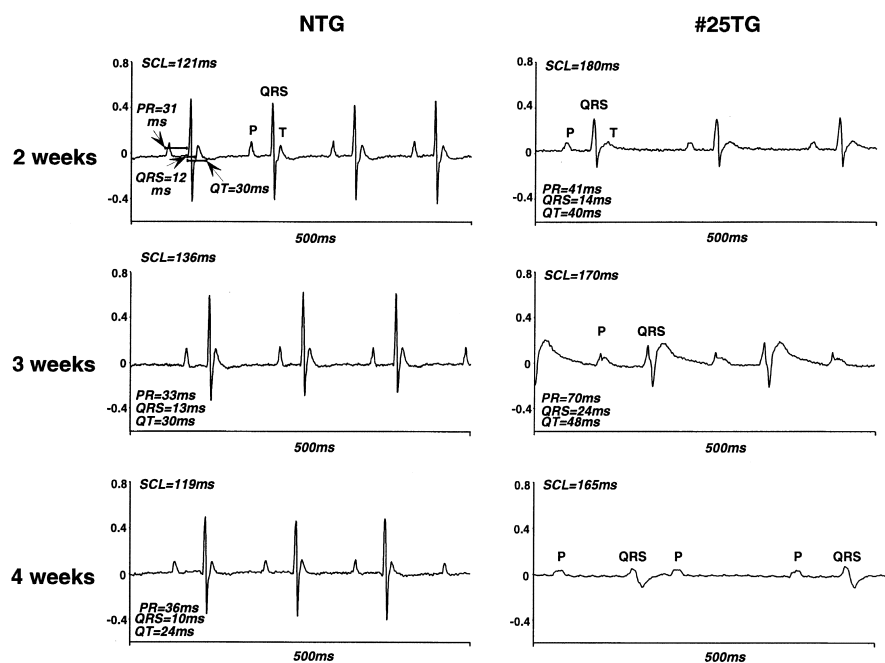 NTG
#25TG
2 weeks
0.8
0.4
0
-0.4
SCL=121ms
PR=31
ms
QRS
P
T
QRS=12
ms
QT=30ms
500ms
0.8
0.4
0
-0.4
SCL=180ms
QRS
P
T
PR=41ms
QRS=14ms
QT=40ms
500ms
3 weeks
SCL=136ms
0.8
0.4
0
-0.4
PR=33ms
QRS=13ms
QT=30ms
500ms
0.8
0.4
0
-0.4
SCL=170ms
P
QRS
PR=70ms
QRS=24ms
QT=48ms
500ms
4 weeks
0.8
0.4
0
-0.4
SCL=119ms
PR=36ms
QRS=10ms
QT=24ms
500ms
0.8
0.4
0
-0.4
SCL=165ms
P
QRS
P
P
QRS
500ms